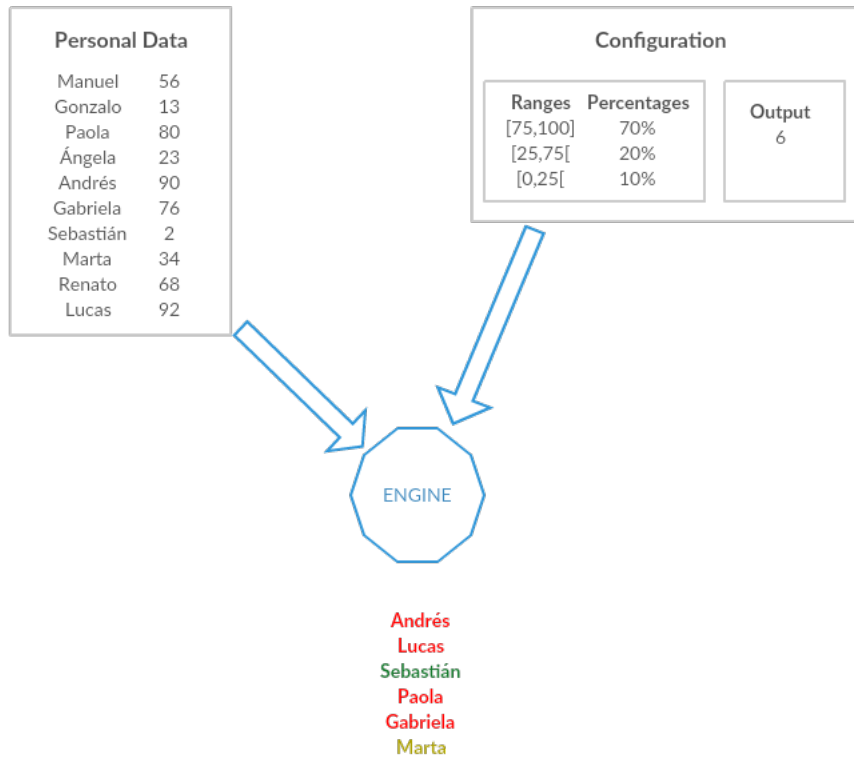 Personal Data
Manuel 56
Gonzalo 13
Paola 80
Ángela 23
Andrés 90
Gabriela 76
Sebastián 2
Marta 34
Renato 68
Lucas 92
Configuration
Ranges Percentages
[75,100] 70%
[25,75[ 20%
[0,25[ 10%
Output
6
ENGINE
Andrés
Lucas
Sebastián
Paola
Gabriela
Marta